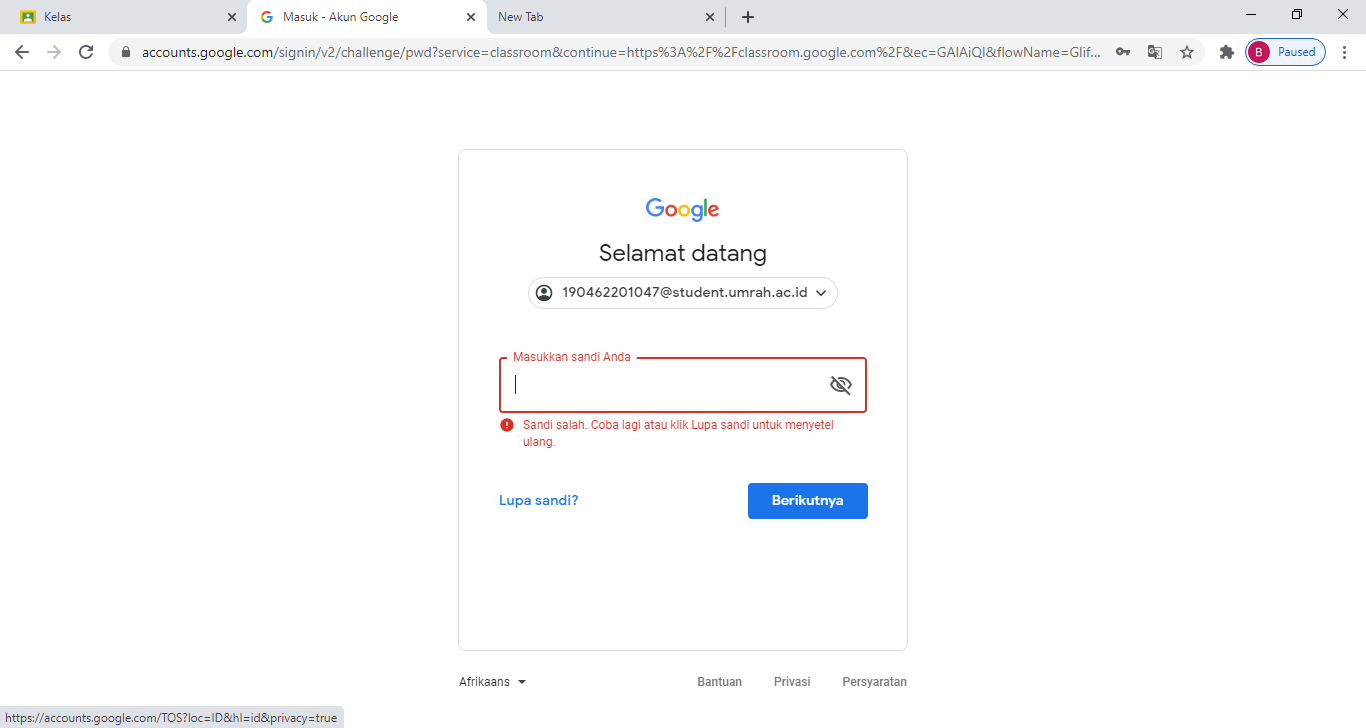 Kelas
Masuk - Akun Google
New Tab
accounts.google.com/signin/v2/challenge/pwd?service=classroom&continue=https%3A%2F%2Fclassroom.google.com%2F&ec=GAlAiQI&flowName=Glif...
B
Paused
Google
Selamat datang
190462201047@student.umrah.ac.id
Masukkan sandi Anda
Sandi salah. Coba lagi atau klik Lupa sandi untuk menyetel
ulang.
Lupa sandi?
Berikutnya
Afrikaans
Bantuan
Privasi
Persyaratan
https://accounts.google.com/TOS?loc=ID&hl=id&privacy=true